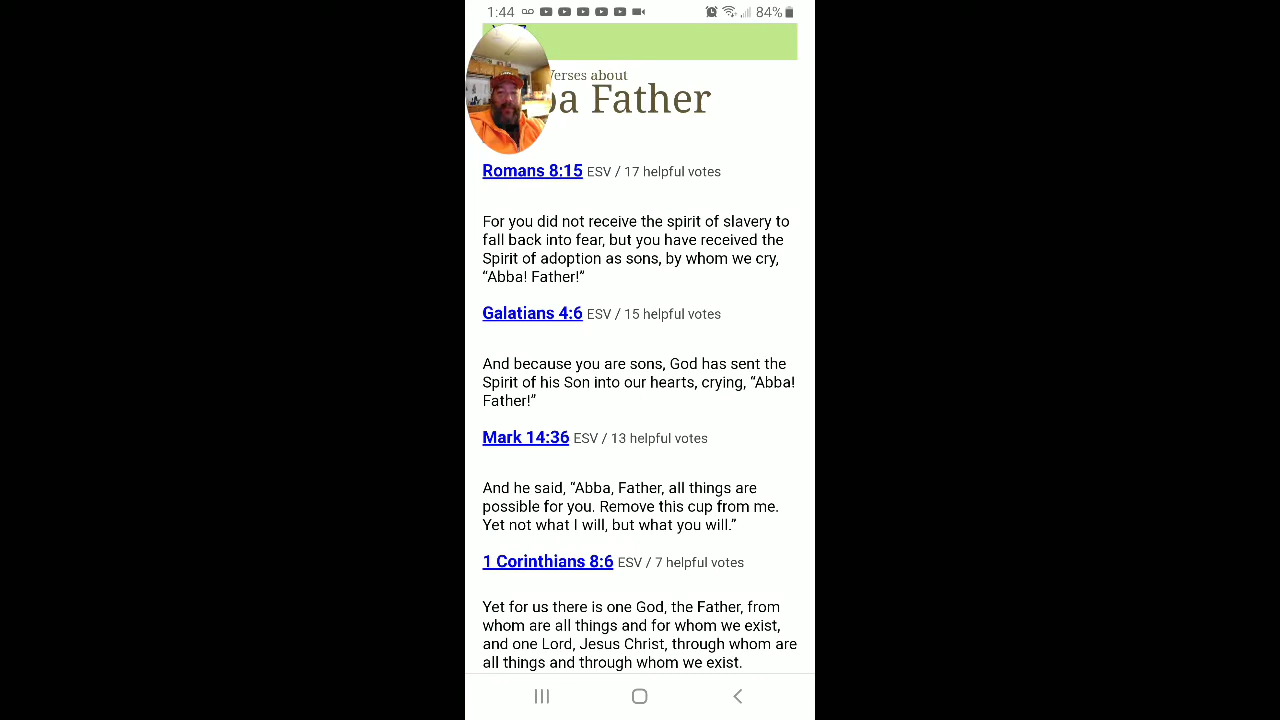 1:44
84%
Verses about
ba Father
Romans 8:15 ESV / 17 helpful votes
For you did not receive the spirit of slavery to
fall back into fear, but you have received the
Spirit of adoption as sons, by whom we cry,
“Abba! Father!”
Galatians 4:6 ESV / 15 helpful votes
And because you are sons, God has sent the
Spirit of his Son into our hearts, crying, “Abba!
Father!”
Mark 14:36 ESV / 13 helpful votes
And he said, “Abba, Father, all things are
possible for you. Remove this cup from me.
Yet not what I will, but what you will.”
1 Corinthians 8:6 ESV / 7 helpful votes
Yet for us there is one God, the Father, from
whom are all things and for whom we exist,
and one Lord, Jesus Christ, through whom are
all things and through whom we exist.